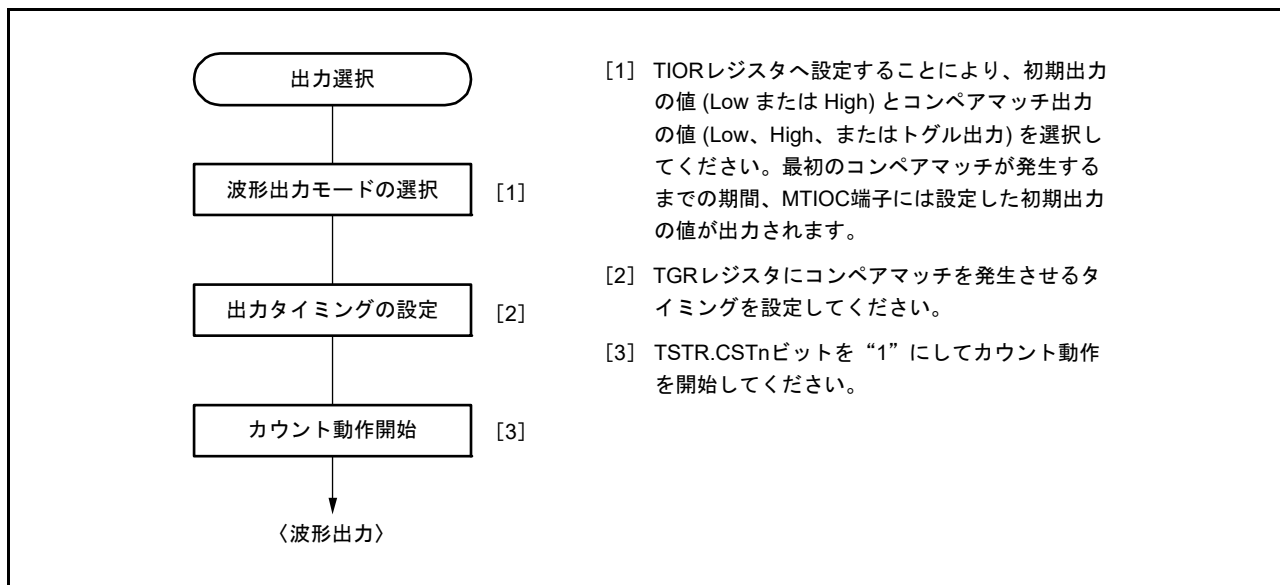 出力選択
波形出力モードの選択 [1]
出力タイミングの設定 [2]
カウント動作開始 [3]
〈波形出力〉
[1] TIORレジスタへ設定することにより、初期出力
の値 (Low または High) とコンペアマッチ出力
の値 (Low、High、またはトグル出力) を選択し
てください。最初のコンペアマッチが発生する
までの期間、MTIOC端子には設定した初期出力
の値が出力されます。
[2] TGRレジスタにコンペアマッチを発生させるタ
イミングを設定してください。
[3] TSTR.CSTnビットを“1”にしてカウント動作
を開始してください。